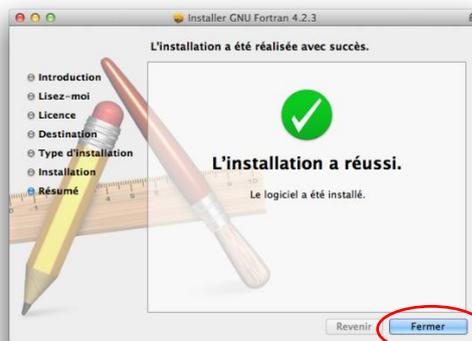 Installer GNU Fortran 4.2.3
L'installation a été réalisée avec succès.
Introduction
Lisez-moi
Licence
Destination
Type d'installation
Installation
Résumé
L'installation a réussi.
Le logiciel a été installé.
Revenir
Fermer